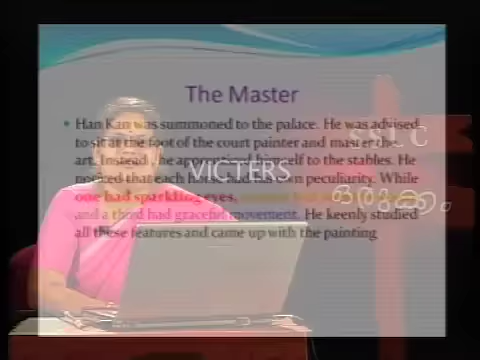 The Master
• Han Kan was summoned to the palace. He was advised
to sit at the foot of the court painter and master the
art. Instead, he apprenticed himself to the stables. He
noticed that each horse had its own peculiarity. While
one had sparkling eyes,
and a third had graceful movement. He keenly studied
all these features and came up with the painting
VICTERS
ഒരുക്കം